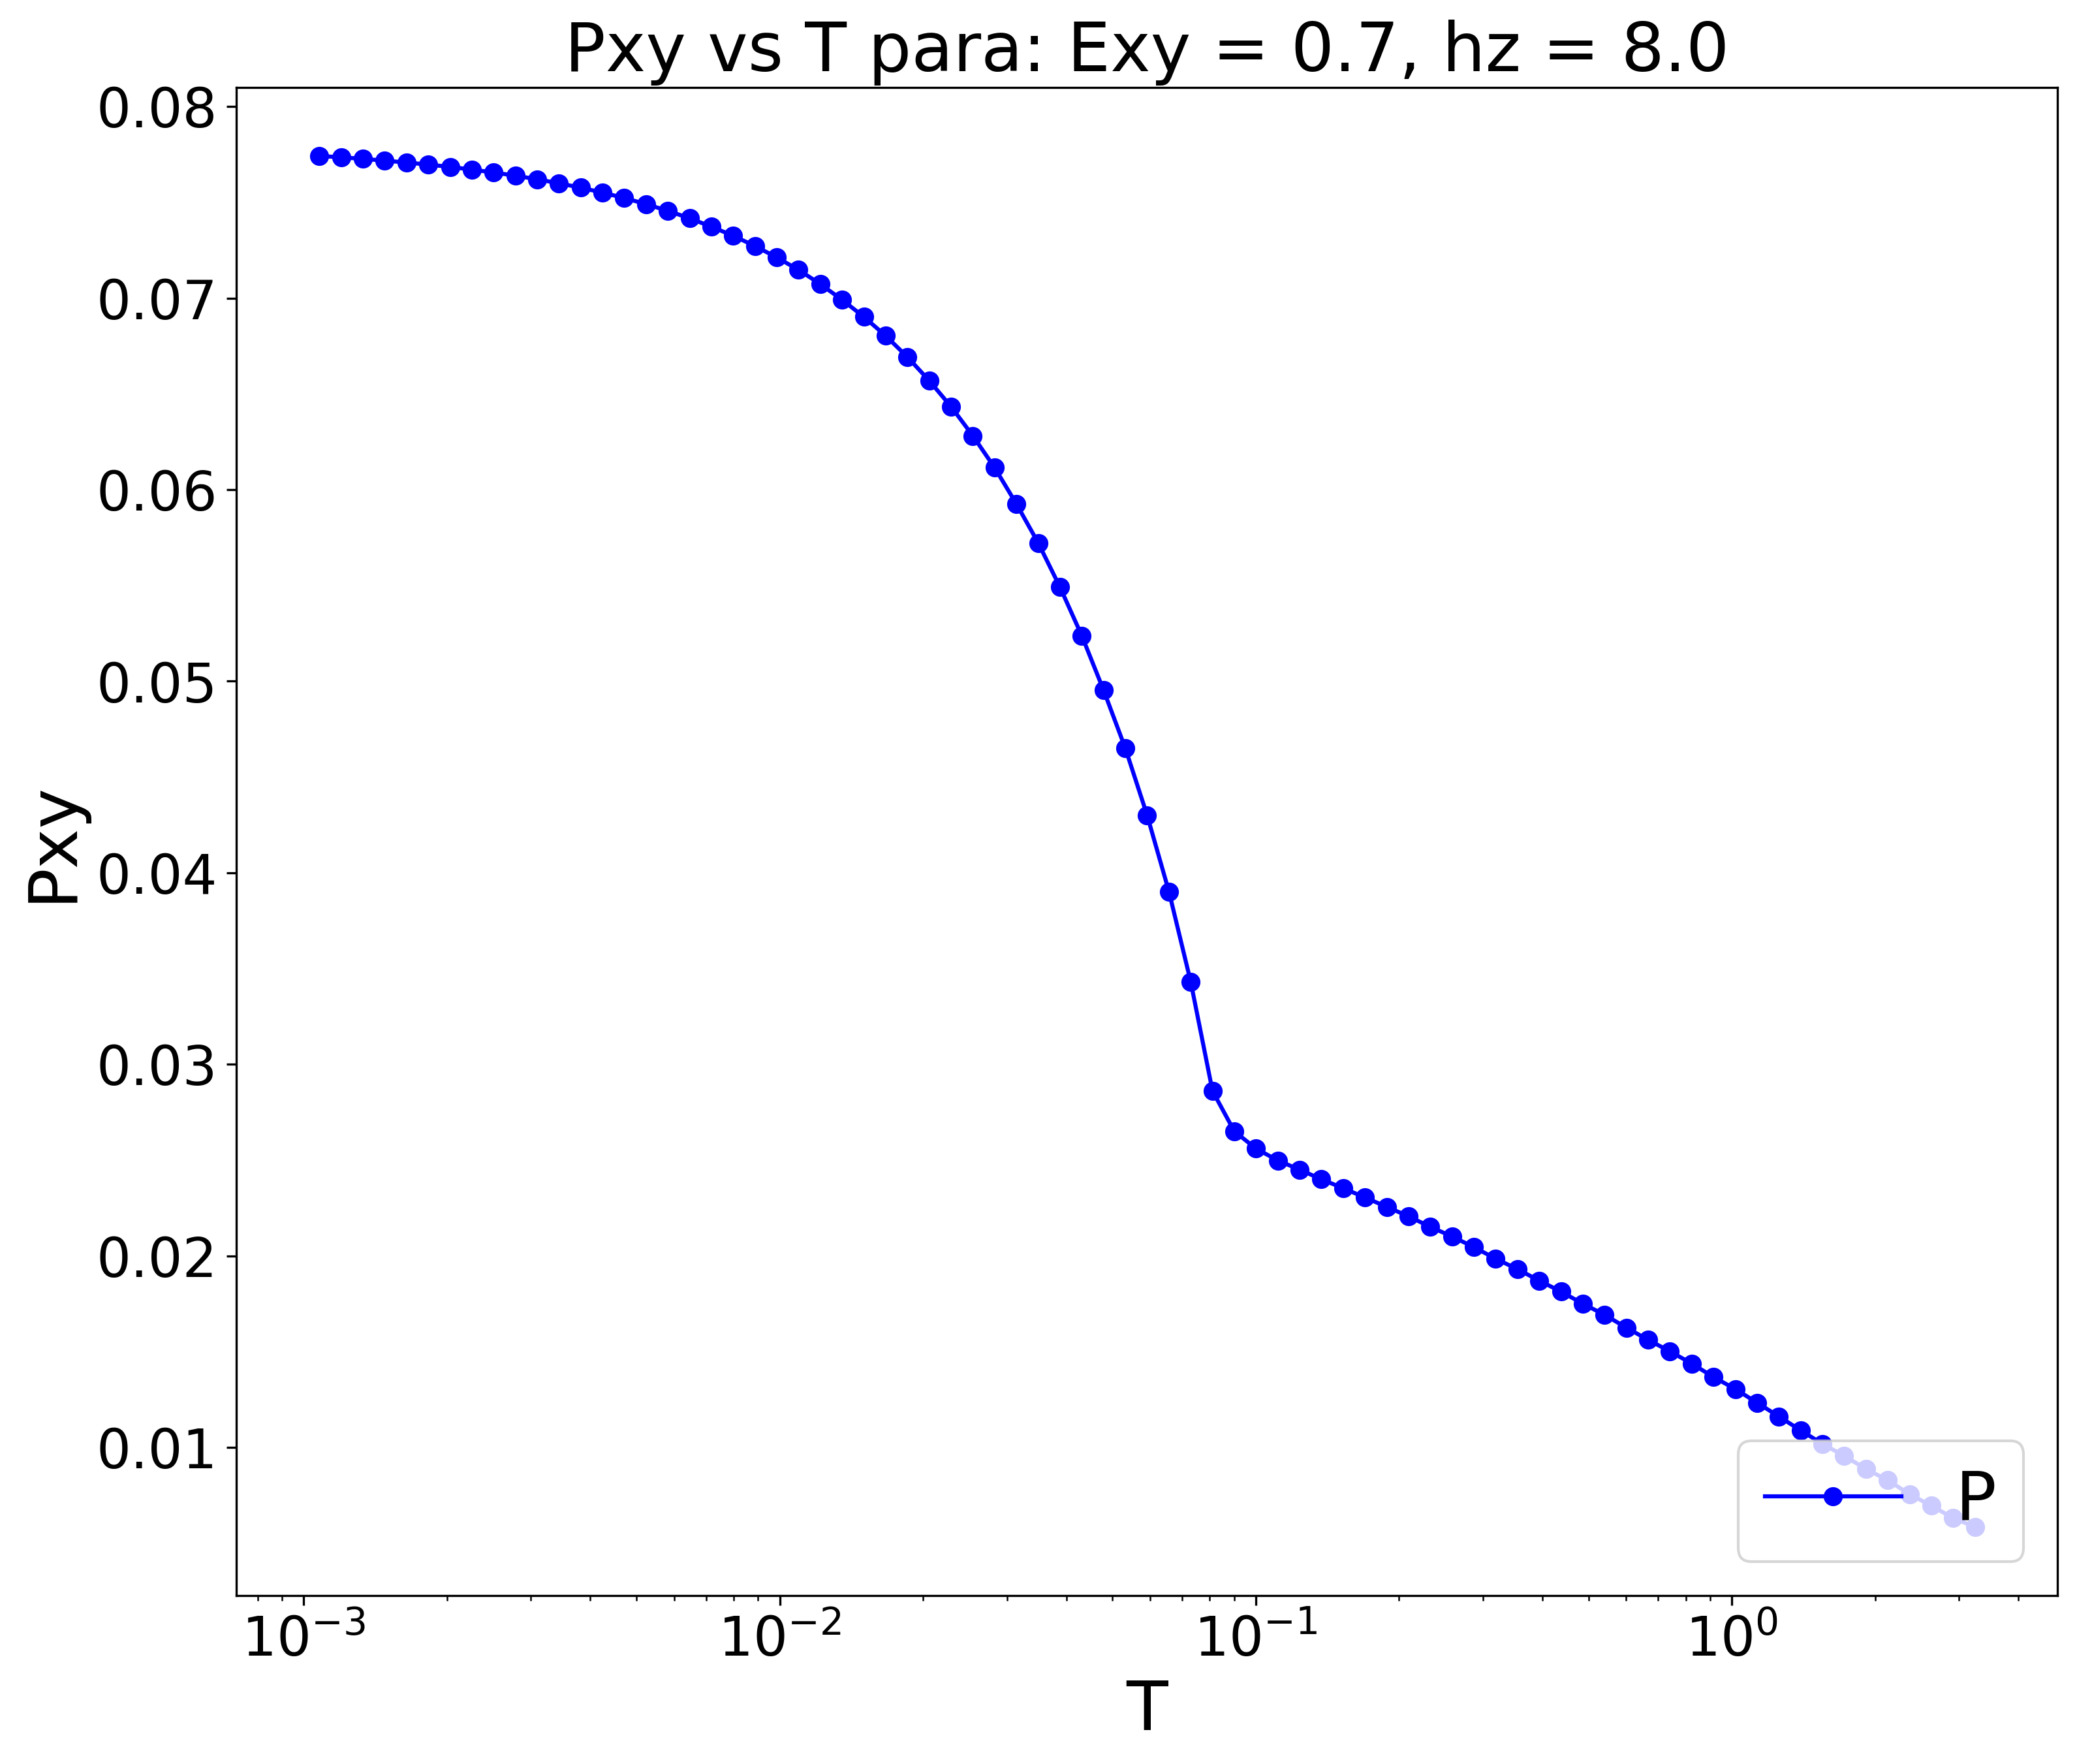 Pxy vs T para: Exy = 0.7, hz = 8.0
Pxy
0.08
0.07
0.06
0.05
0.04
0.03
0.02
0.01
P
10⁻³ 10⁻² 10⁻¹ 10⁰
T